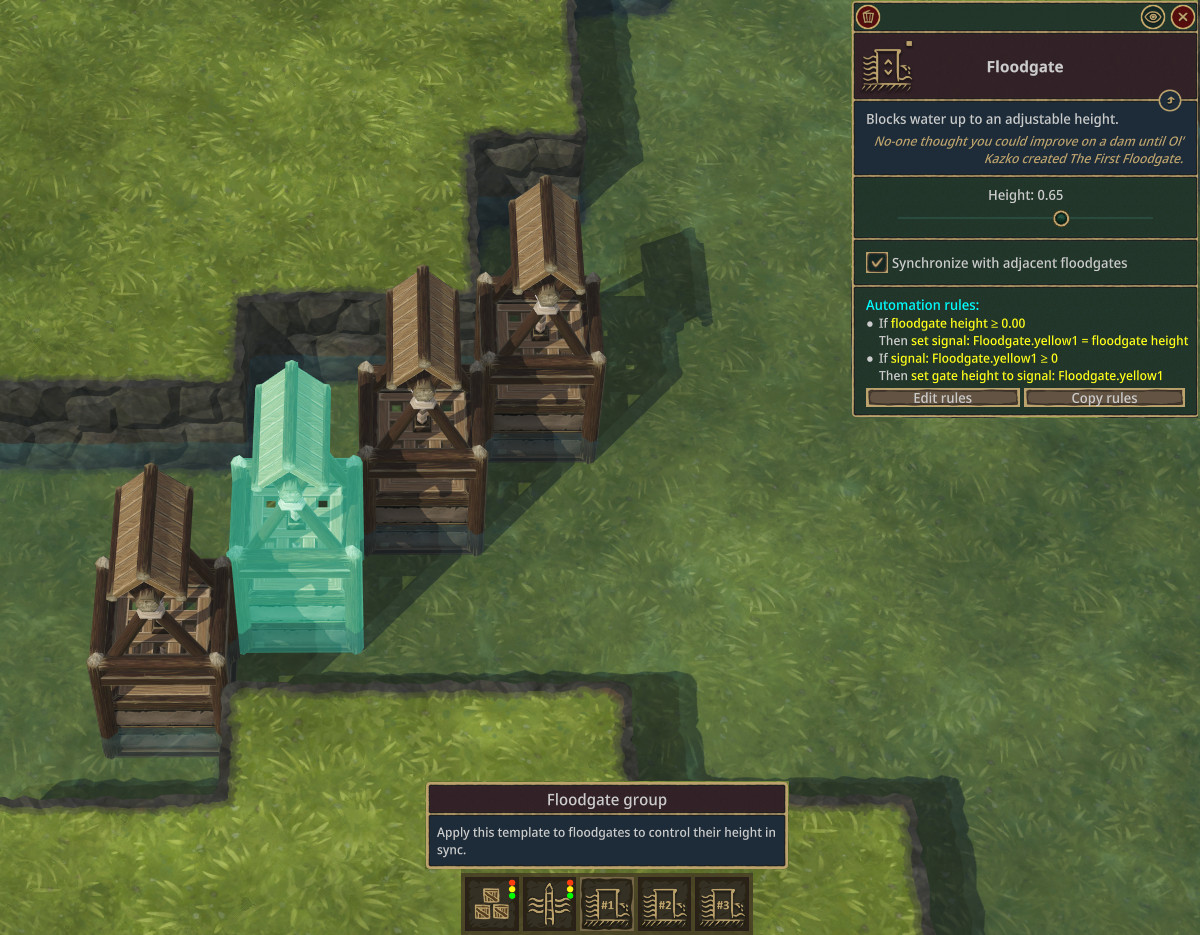 Floodgate
Blocks water up to an adjustable height.
No-one thought you could improve on a dam until Ol'
Kazko created The First Floodgate.
Height: 0.65
Synchronize with adjacent floodgates
Automation rules:
● If floodgate height ≥ 0.00
Then set signal: Floodgate.yellow1 = floodgate height
● If signal: Floodgate.yellow1 ≥ 0
Then set gate height to signal: Floodgate.yellow1
Edit rules Copy rules
Floodgate group
Apply this template to floodgates to control their height in
sync.
#1 #2 #3